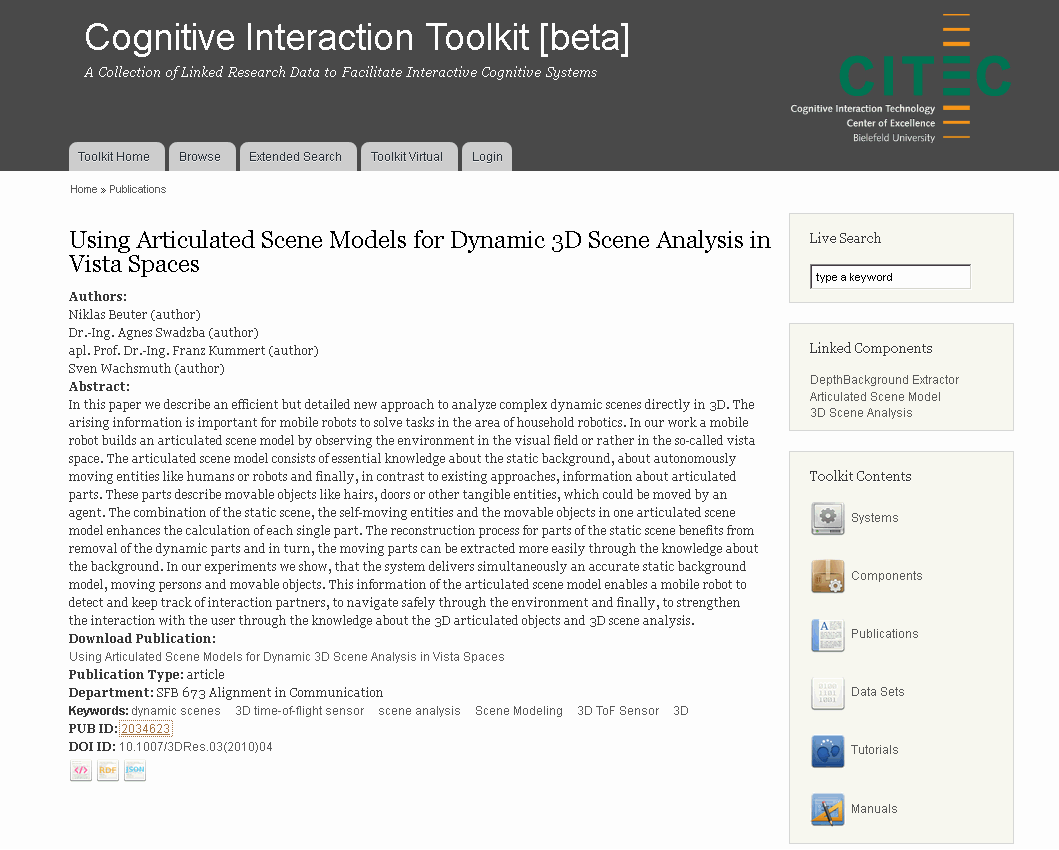 Cognitive Interaction Toolkit [beta]
A Collection of Linked Research Data to Facilitate Interactive Cognitive Systems
CITEC
Cognitive Interaction Technology
Center of Excellence
Bielefeld University
Toolkit Home Browse Extended Search Toolkit Virtual Login
Home » Publications
Using Articulated Scene Models for Dynamic 3D Scene Analysis in
Vista Spaces
Authors:
Niklas Beuter (author)
Dr.-Ing. Agnes Swadzba (author)
apl. Prof. Dr.-Ing. Franz Kummert (author)
Sven Wachsmuth (author)
Abstract:
In this paper we describe an efficient but detailed new approach to analyze complex dynamic scenes directly in 3D. The
arising information is important for mobile robots to solve tasks in the area of household robotics. In our work a mobile
robot builds an articulated scene model by observing the environment in the visual field or rather in the so-called vista
space. The articulated scene model consists of essential knowledge about the static background, about autonomously
moving entities like humans or robots and finally, in contrast to existing approaches, information about articulated
parts. These parts describe movable objects like hairs, doors or other tangible entities, which could be moved by an
agent. The combination of the static scene, the self-moving entities and the movable objects in one articulated scene
model enhances the calculation of each single part. The reconstruction process for parts of the static scene benefits from
removal of the dynamic parts and in turn, the moving parts can be extracted more easily through the knowledge about
the background. In our experiments we show, that the system delivers simultaneously an accurate static background
model, moving persons and movable objects. This information of the articulated scene model enables a mobile robot to
detect and keep track of interaction partners, to navigate safely through the environment and finally, to strengthen
the interaction with the user through the knowledge about the 3D articulated objects and 3D scene analysis.
Download Publication:
Using Articulated Scene Models for Dynamic 3D Scene Analysis in Vista Spaces
Publication Type: article
Department: SFB 673 Alignment in Communication
Keywords: dynamic scenes 3D time-of-flight sensor scene analysis Scene Modeling 3D ToF Sensor 3D
PUB ID: 2034623
DOI ID: 10.1007/3DRes.03(2010)04
</> RDF JSON
Live Search
type a keyword
Linked Components
DepthBackground Extractor
Articulated Scene Model
3D Scene Analysis
Toolkit Contents
Systems
Components
A
Publications
Data Sets
Tutorials
Manuals